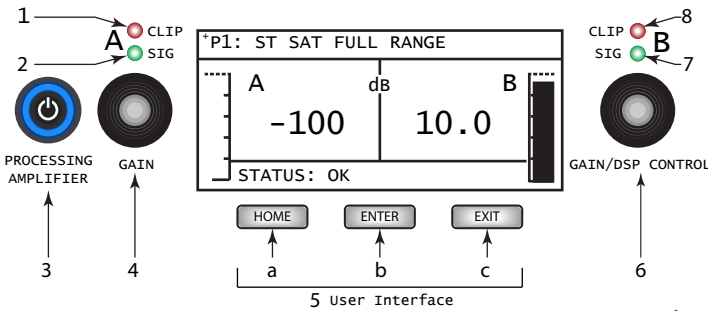 1
8
CLIP
A
SIG
2
+P1: ST SAT FULL RANGE
A
dB
B
-100
10.0
STATUS: OK
CLIP
B
SIG
7
PROCESSING
AMPLIFIER
GAIN
GAIN/DSP CONTROL
HOME
ENTER
EXIT
3
4
a
b
c
6
5 User Interface